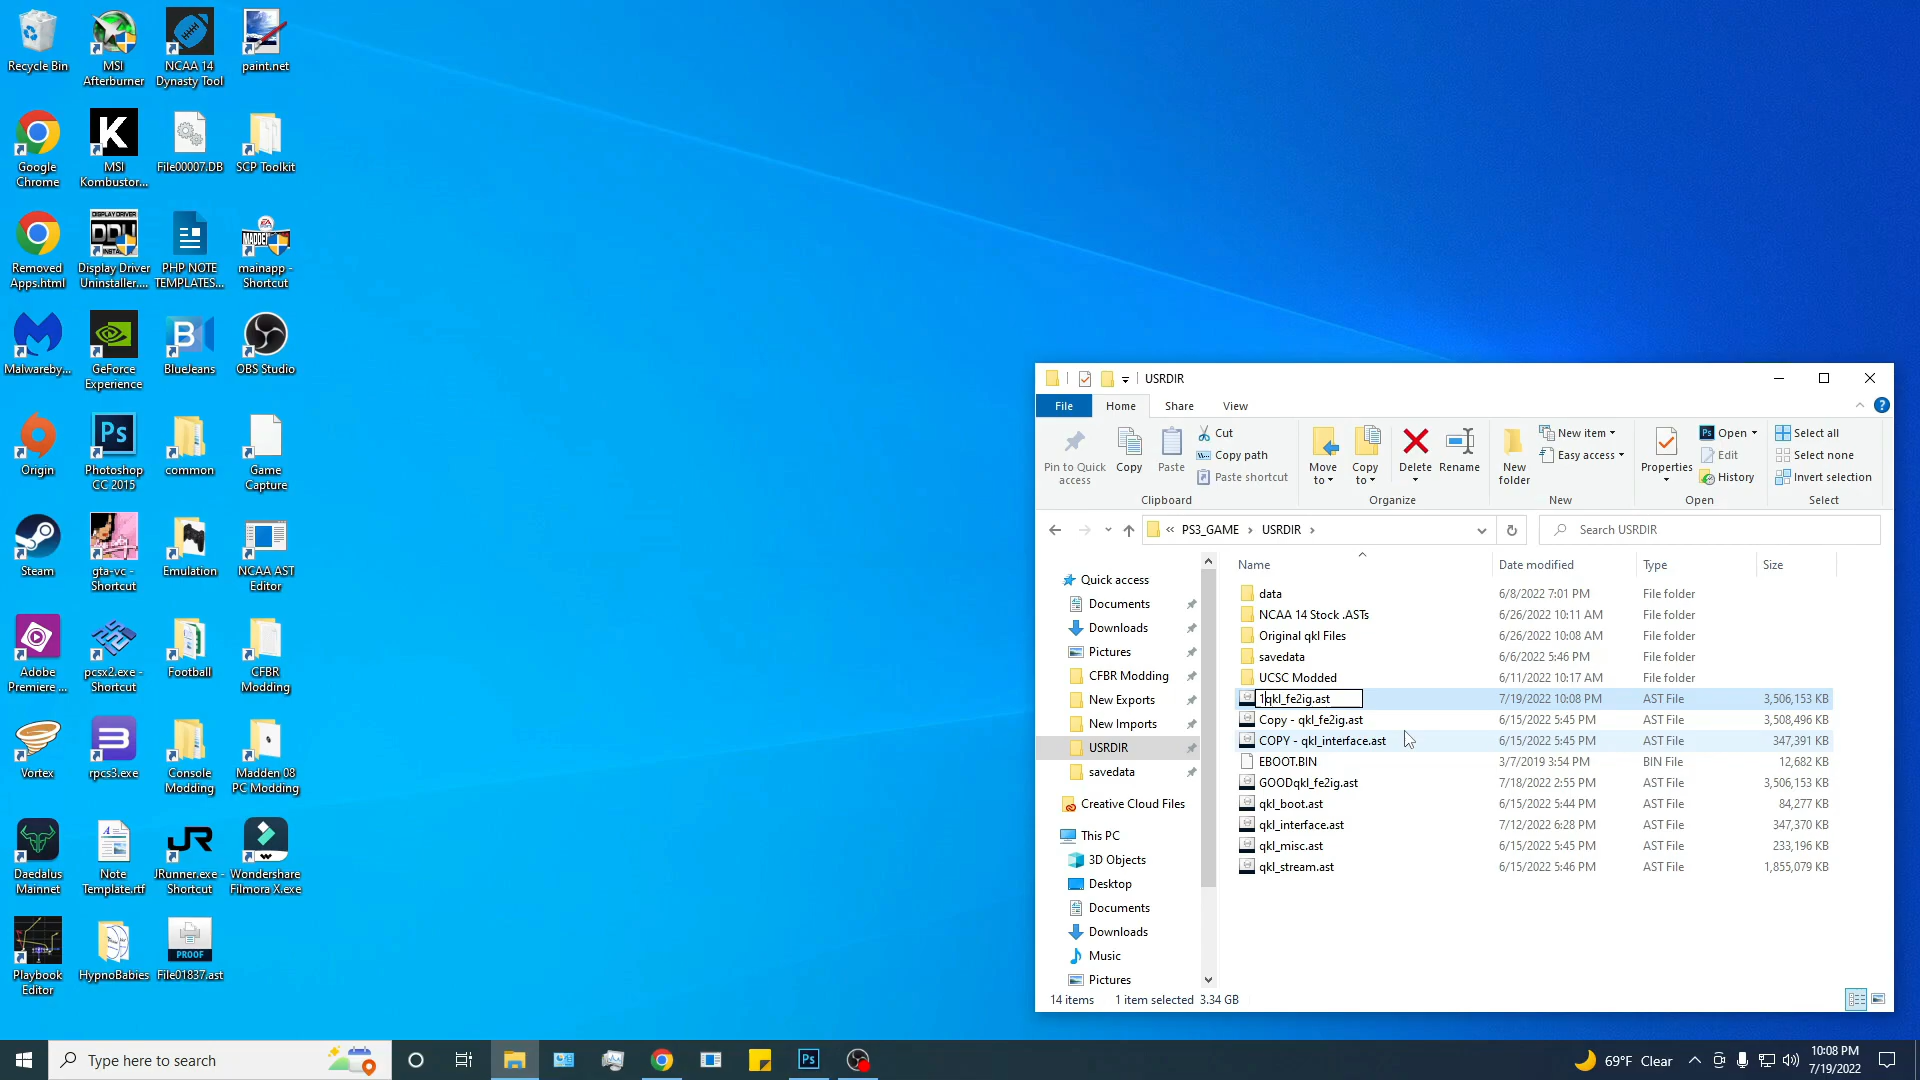 Recycle Bin
MSI
Afterburner
NCAA 14
Dynasty Tool
paint.net
Google
Chrome
K
MSI
Kombustor...
File00007.DB
SCP Toolkit
Removed
Apps.html
DISPLAY DRIVER
DDU
Display Driver
Uninstaller....
PHP NOTE
TEMPLATES...
EA
MADDEN
mainapp -
Shortcut
Malwareby...
GeForce
Experience
B
BlueJeans
OBS Studio
Origin
Ps
Photoshop
CC 2015
common
Game
Capture
Steam
gta-vc -
Shortcut
Emulation
NCAA AST
Editor
Adobe
Premiere ...
pcsx2.exe -
Shortcut
Football
CFBR
Modding
Vortex
rpcs3.exe
Console
Modding
Madden 08
PC Modding
Daedalus
Mainnet
Note
Template.rtf
JR
JRunner.exe -
Shortcut
Wondershare
Filmora X.exe
Playbook
Editor
HypnoBabies
PROOF
File01837.ast
USRDIR
File
Home
Share
View
Pin to Quick
access
Copy
Paste
Cut
Copy path
Paste shortcut
Clipboard
Move
to
Copy
to
Delete
Rename
Organize
New
folder
New item
Easy access
New
Properties
Ps Open
Edit
History
Open
Select all
Select none
Invert selection
Select
« PS3_GAME > USRDIR >
Search USRDIR
Quick access
Documents
Downloads
Pictures
CFBR Modding
New Exports
New Imports
USRDIR
savedata
Creative Cloud Files
This PC
3D Objects
Desktop
Documents
Downloads
Music
Pictures
Name Date modified Type Size
data 6/8/2022 7:01 PM File folder
NCAA 14 Stock .ASTs 6/26/2022 10:11 AM File folder
Original qkl Files 6/26/2022 10:08 AM File folder
savedata 6/6/2022 5:46 PM File folder
UCSC Modded 6/11/2022 10:17 AM File folder
1qkl_fe2ig.ast 7/19/2022 10:08 PM AST File 3,506,153 KB
Copy - qkl_fe2ig.ast 6/15/2022 5:45 PM AST File 3,508,496 KB
COPY - qkl_interface.ast 6/15/2022 5:45 PM AST File 347,391 KB
EBOOT.BIN 3/7/2019 3:54 PM BIN File 12,682 KB
GOODqkl_fe2ig.ast 7/18/2022 2:55 PM AST File 3,506,153 KB
qkl_boot.ast 6/15/2022 5:44 PM AST File 84,277 KB
qkl_interface.ast 7/12/2022 6:28 PM AST File 347,370 KB
qkl_misc.ast 6/15/2022 5:45 PM AST File 233,196 KB
qkl_stream.ast 6/15/2022 5:46 PM AST File 1,855,079 KB
14 items 1 item selected 3.34 GB
Type here to search
Ps
69°F Clear
10:08 PM
7/19/2022